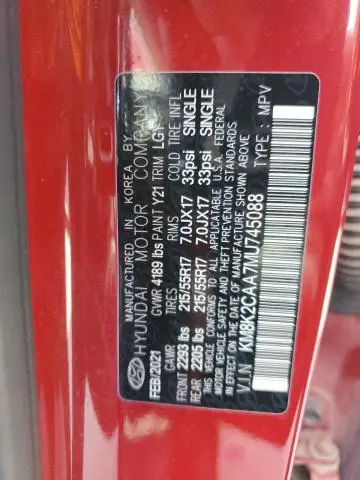 MANUFACTURED IN KOREA BY
HYUNDAI MOTOR COMPANY
FEB/2021 GVWR 4189 lbs PAINT Y21 TRIM LGY
GAWR TIRES RIMS COLD TIRE INFL
FRONT 2293 lbs 215/55R17 7.0JX17 33psi SINGLE
REAR 2205 lbs 215/55R17 7.0JX17 33psi SINGLE
THIS VEHICLE CONFORMS TO ALL APPLICABLE U.S.
FEDERAL MOTOR VEHICLE SAFETY, BUMPER, AND THEFT PREVENTION STANDARDS
IN EFFECT ON THE DATE OF MANUFACTURE SHOWN ABOVE.
VIN : KM8K2CAA7MU745088 TYPE : MPV